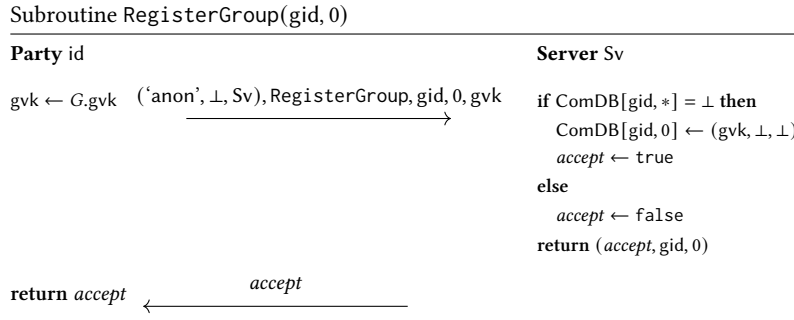 Subroutine RegisterGroup(gid, 0)
Party id
Server Sv
gvk ← G.gvk
(‘anon’, ⊥, Sv), RegisterGroup, gid, 0, gvk
if ComDB[gid, *] = ⊥ then
ComDB[gid, 0] ← (gvk, ⊥, ⊥)
accept ← true
else
accept ← false
return (accept, gid, 0)
return accept
accept